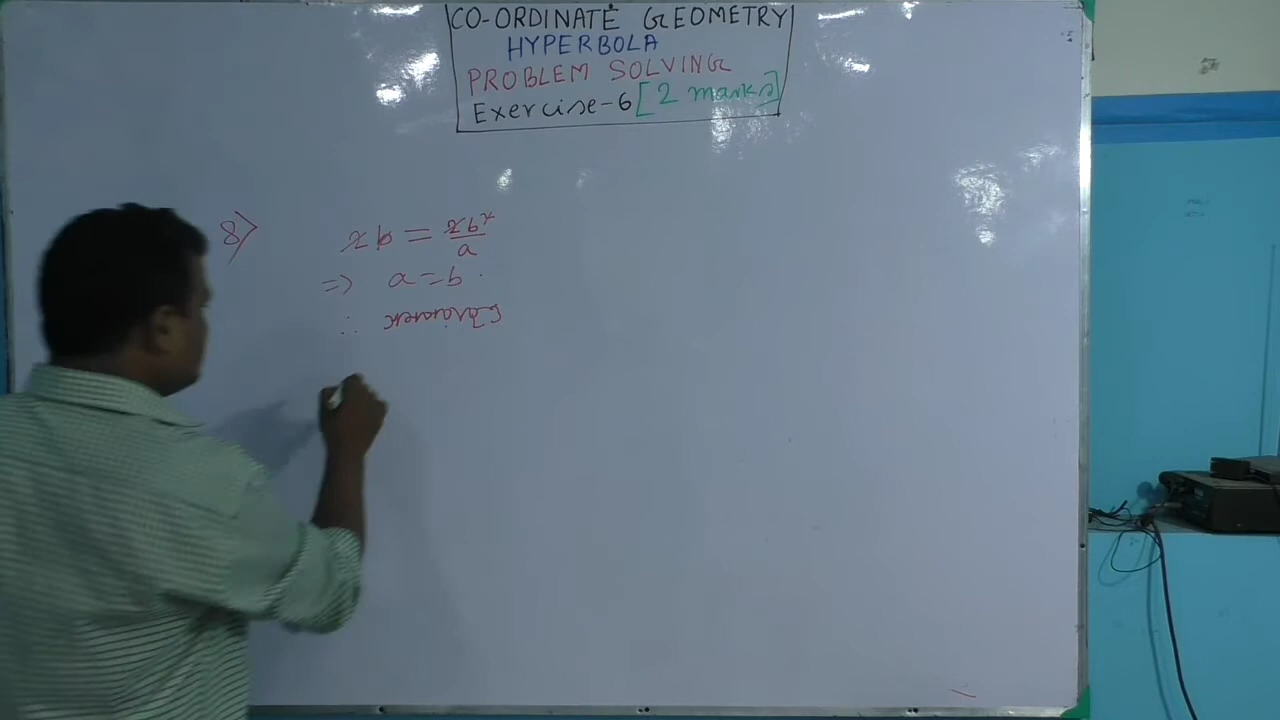 CO-ORDINATE GEOMETRY
HYPERBOLA
PROBLEM SOLVING
Exercise-6 [2 marks]
8> 2b = 2b²/a
=> a = b.
∴